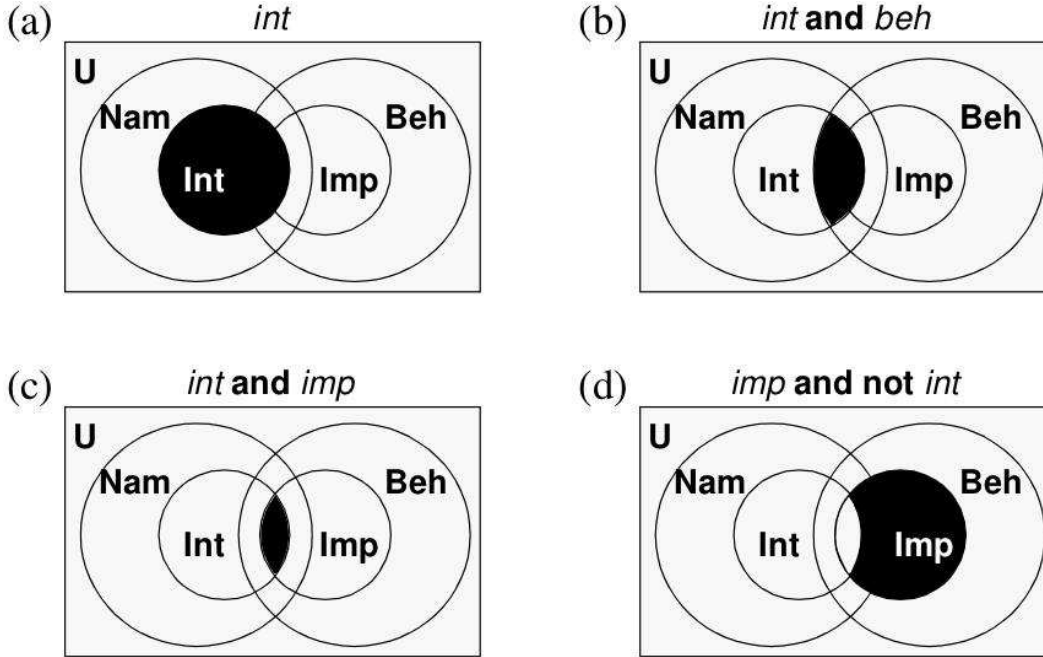 (a) int
U
Nam Beh
Int Imp
(b) int and beh
U
Nam Beh
Int Imp
(c) int and imp
U
Nam Beh
Int Imp
(d) imp and not int
U
Nam Beh
Int Imp